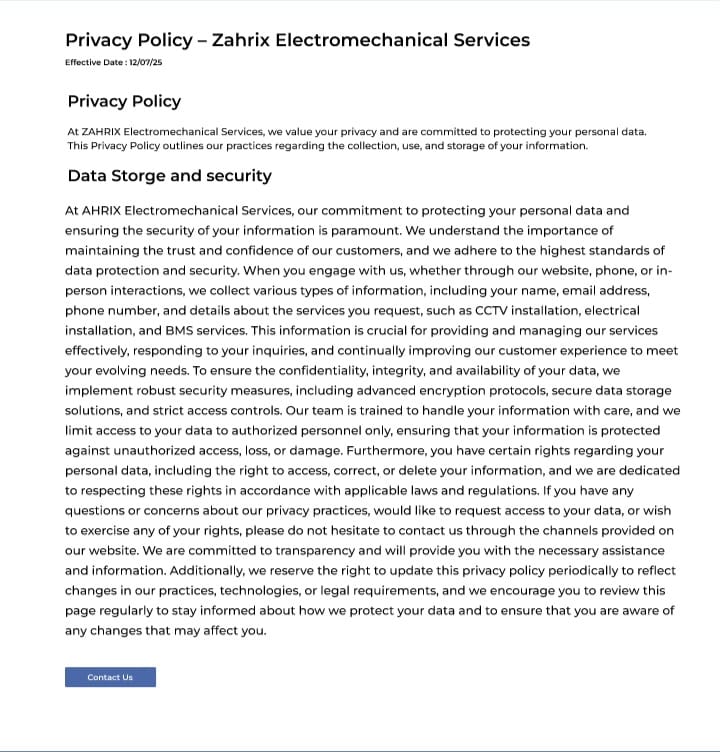 Privacy Policy – Zahrix Electromechanical Services
Effective Date : 12/07/25
Privacy Policy
At ZAHRIX Electromechanical Services, we value your privacy and are committed to protecting your personal data.
This Privacy Policy outlines our practices regarding the collection, use, and storage of your information.
Data Storge and security
At AHRIX Electromechanical Services, our commitment to protecting your personal data and
ensuring the security of your information is paramount. We understand the importance of
maintaining the trust and confidence of our customers, and we adhere to the highest standards of
data protection and security. When you engage with us, whether through our website, phone, or in-
person interactions, we collect various types of information, including your name, email address,
phone number, and details about the services you request, such as CCTV installation, electrical
installation, and BMS services. This information is crucial for providing and managing our services
effectively, responding to your inquiries, and continually improving our customer experience to meet
your evolving needs. To ensure the confidentiality, integrity, and availability of your data, we
implement robust security measures, including advanced encryption protocols, secure data storage
solutions, and strict access controls. Our team is trained to handle your information with care, and we
limit access to your data to authorized personnel only, ensuring that your information is protected
against unauthorized access, loss, or damage. Furthermore, you have certain rights regarding your
personal data, including the right to access, correct, or delete your information, and we are dedicated
to respecting these rights in accordance with applicable laws and regulations. If you have any
questions or concerns about our privacy practices, would like to request access to your data, or wish
to exercise any of your rights, please do not hesitate to contact us through the channels provided on
our website. We are committed to transparency and will provide you with the necessary assistance
and information. Additionally, we reserve the right to update this privacy policy periodically to reflect
changes in our practices, technologies, or legal requirements, and we encourage you to review this
page regularly to stay informed about how we protect your data and to ensure that you are aware of
any changes that may affect you.
Contact Us